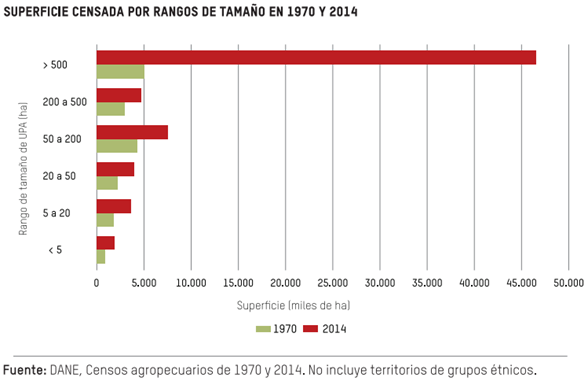 SUPERFICIE CENSADA POR RANGOS DE TAMAÑO EN 1970 Y 2014
Rango de tamaño de UPA (ha)
> 500
200 a 500
50 a 200
20 a 50
5 a 20
< 5
0 5.000 10.000 15.000 20.000 25.000 30.000 35.000 40.000 45.000 50.000
Superficie (miles de ha)
1970 2014
Fuente: DANE, Censos agropecuarios de 1970 y 2014. No incluye territorios de grupos étnicos.